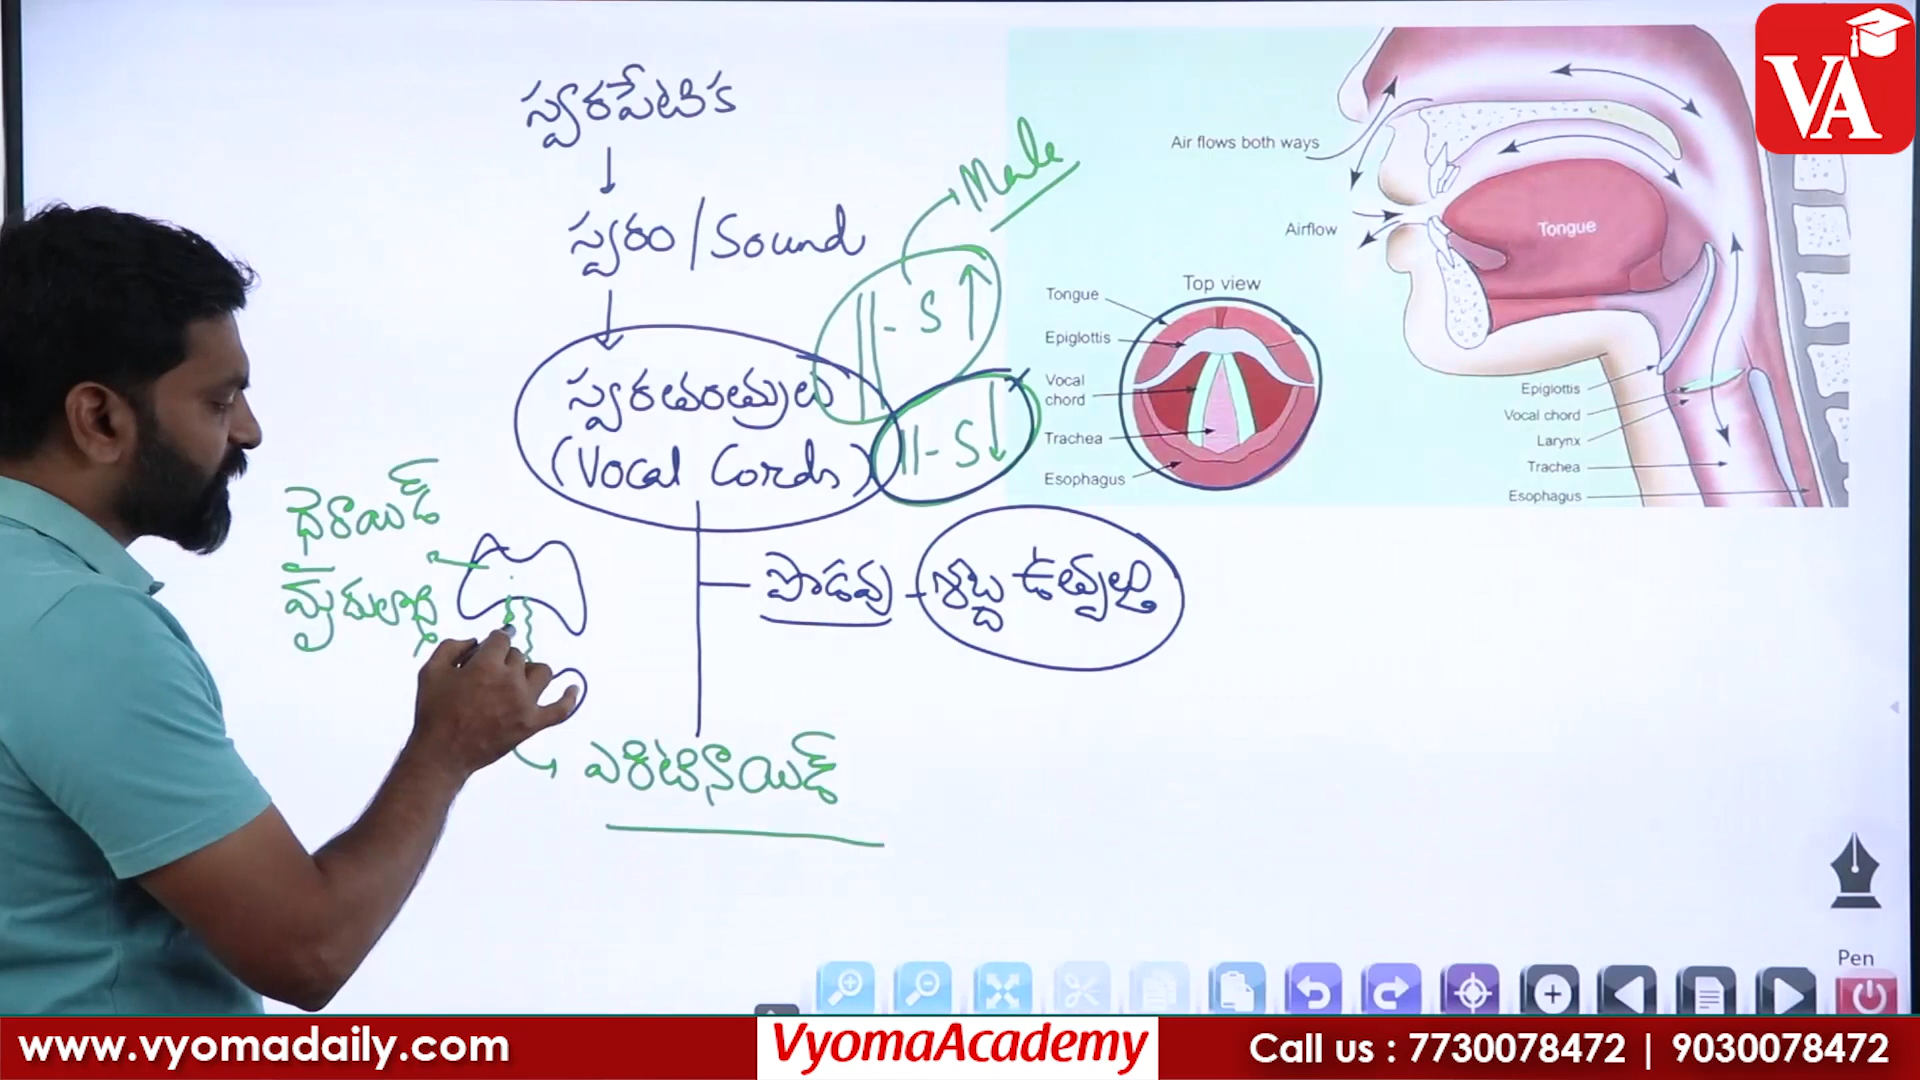 స్వరపేటిక
స్వరం / Sound
Male
- S
స్వరతంత్రులు
(Vocal Cords)
- S
పొడవు - శబ్ద ఉత్పత్తి
థైరాయిడ్
మృదులాస్థి
ఎరిటినాయిడ్
Air flows both ways
Airflow
Tongue
Top view
Tongue
Epiglottis
Vocal
chord
Trachea
Esophagus
Epiglottis
Vocal chord
Larynx
Trachea
Esophagus
VA
Pen
www.vyomadaily.com
VyomaAcademy
Call us : 7730078472 | 9030078472